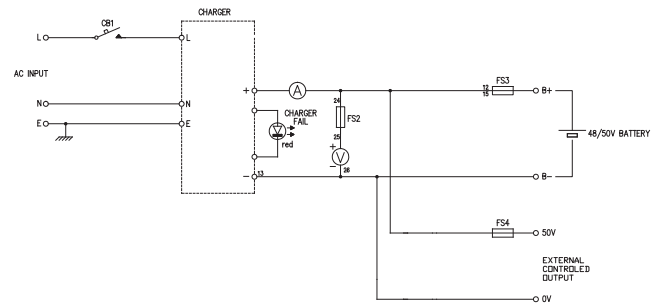 CHARGER
CB1
L
L
AC INPUT
N
N
E
E
+
A
CHARGER
FAIL
red
-
13
24
FS2
25
+
V
-
26
12
15
FS3
B+
48/50V BATTERY
B-
FS4
50V
EXTERNAL
CONTROLED
OUTPUT
0V